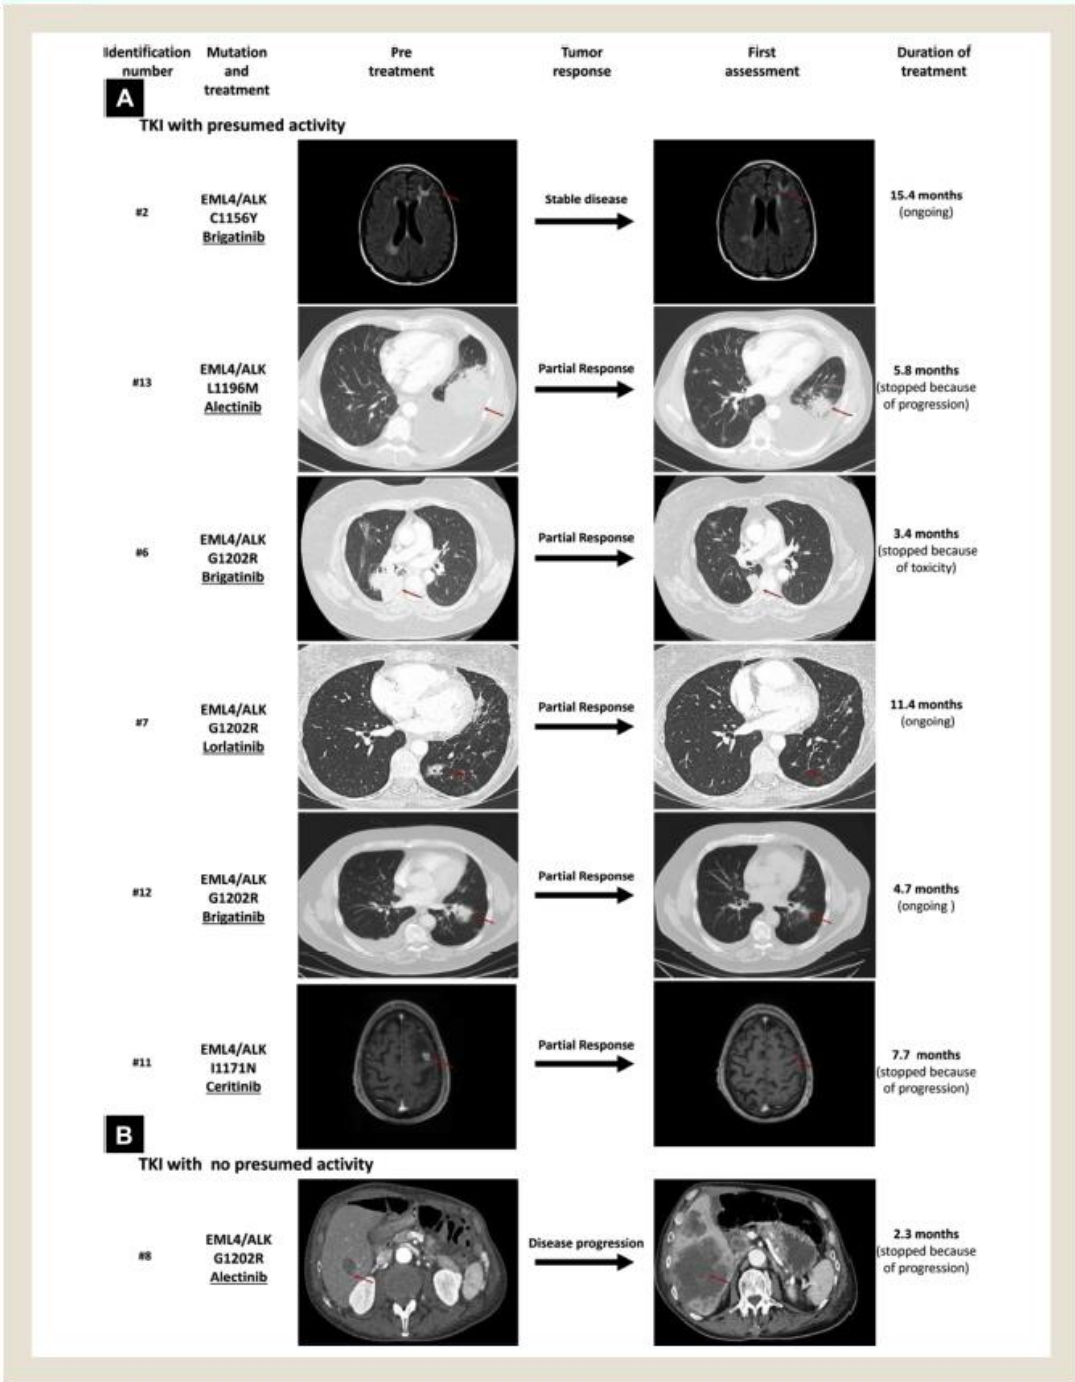 Identification number
Mutation and treatment
Pre treatment
Tumor response
First assessment
Duration of treatment
A
TKI with presumed activity
#2
EML4/ALK
C1156Y
Brigatinib
Stable disease
15.4 months
(ongoing)
#13
EML4/ALK
L1196M
Alectinib
Partial Response
5.8 months
(stopped because
of progression)
#6
EML4/ALK
G1202R
Brigatinib
Partial Response
3.4 months
(stopped because
of toxicity)
#7
EML4/ALK
G1202R
Lorlatinib
Partial Response
11.4 months
(ongoing)
#12
EML4/ALK
G1202R
Brigatinib
Partial Response
4.7 months
(ongoing )
#11
EML4/ALK
I1171N
Ceritinib
Partial Response
7.7 months
(stopped because
of progression)
B
TKI with no presumed activity
#8
EML4/ALK
G1202R
Alectinib
Disease progression
2.3 months
(stopped because
of progression)